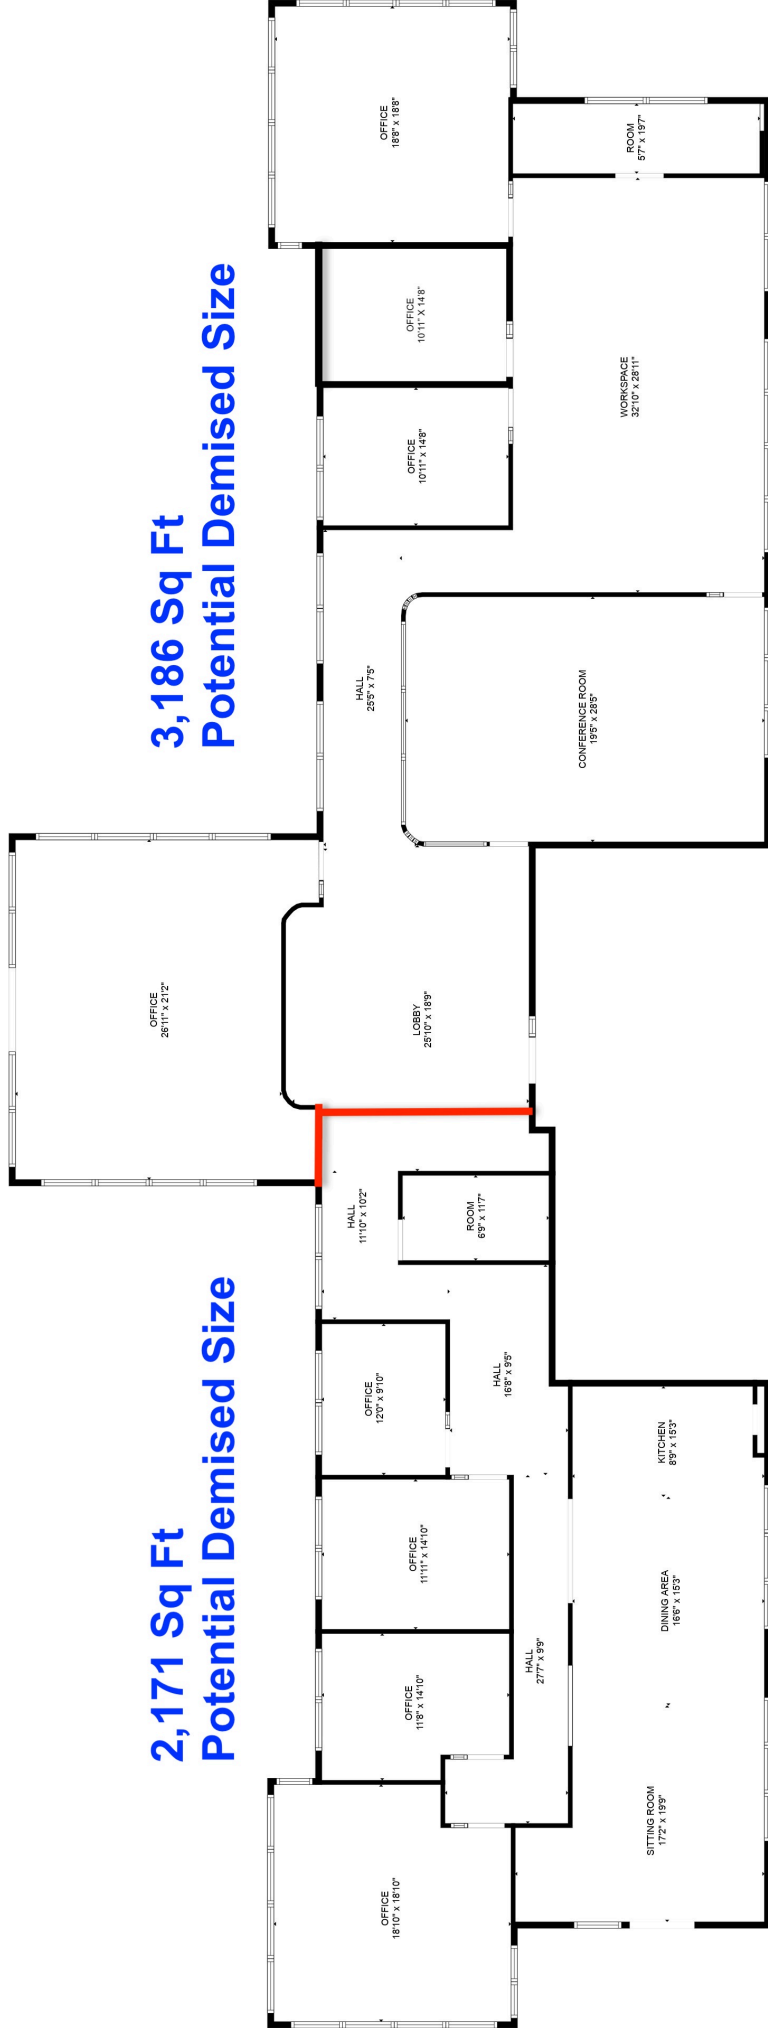 OFFICE
18'8" x 18'8"
ROOM
5'7" x 19'7"
OFFICE
10'11" X 14'8"
WORKSPACE
32'10" x 28'11"
OFFICE
10'11" x 14'8"
3,186 Sq Ft
Potential Demised Size
HALL
25'5" x 7'5"
CONFERENCE ROOM
19'5" x 28'5"
OFFICE
26'11" x 21'2"
LOBBY
25'10" x 18'9"
HALL
11'10" x 10'2"
ROOM
6'9" x 11'7"
2,171 Sq Ft
Potential Demised Size
OFFICE
12'0" x 9'10"
HALL
16'8" x 9'5"
KITCHEN
8'9" x 15'3"
OFFICE
11'11" x 14'10"
DINING AREA
16'6" x 15'3"
HALL
27'7" x 9'9"
OFFICE
11'8" x 14'10"
SITTING ROOM
17'2" x 19'9"
OFFICE
18'10" x 18'10"